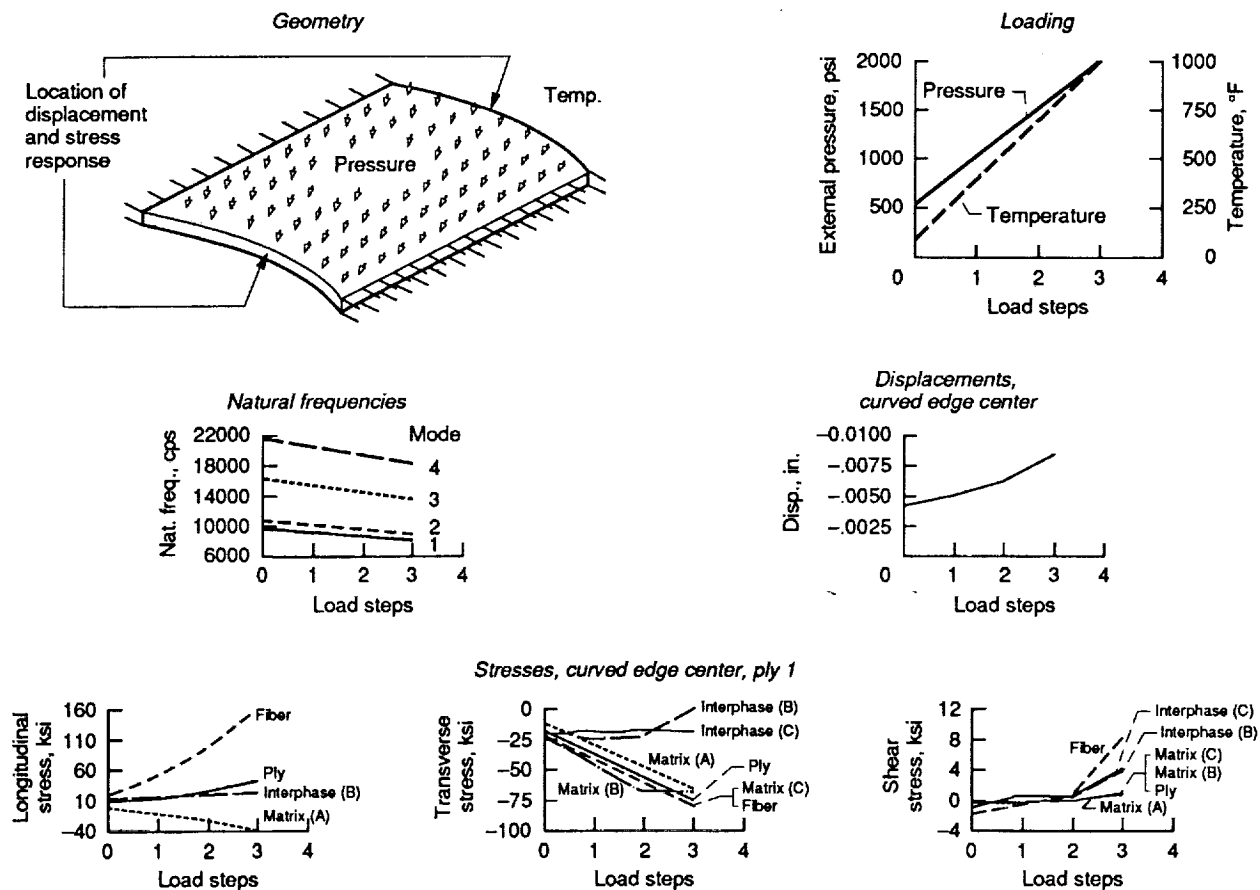 Geometry
Location of
displacement
and stress
response
Temp.
Pressure
Loading
External pressure, psi
2000
1500
1000
500
0
Pressure
Temperature
1000
750
500
250
0
Temperature, °F
1 2 3 4
Load steps
Natural frequencies
Nat. freq., cps
22000
18000
14000
10000
6000
Mode
4
3
2
1
0 1 2 3 4
Load steps
Displacements,
curved edge center
Disp., in.
–0.0100
–.0075
–.0050
–.0025
0
0 1 2 3 4
Load steps
Stresses, curved edge center, ply 1
Longitudinal
stress, ksi
160
110
60
10
–40
Fiber
Ply
Interphase (B)
Matrix (A)
0 1 2 3 4
Load steps
Transverse
stress, ksi
0
–25
–50
–75
–100
Interphase (B)
Interphase (C)
Matrix (A)
Matrix (B)
Ply
Matrix (C)
Fiber
0 1 2 3 4
Load steps
Shear
stress, ksi
12
8
4
0
–4
Fiber
Interphase (C)
Interphase (B)
Matrix (C)
Matrix (B)
Ply
Matrix (A)
0 1 2 3 4
Load steps